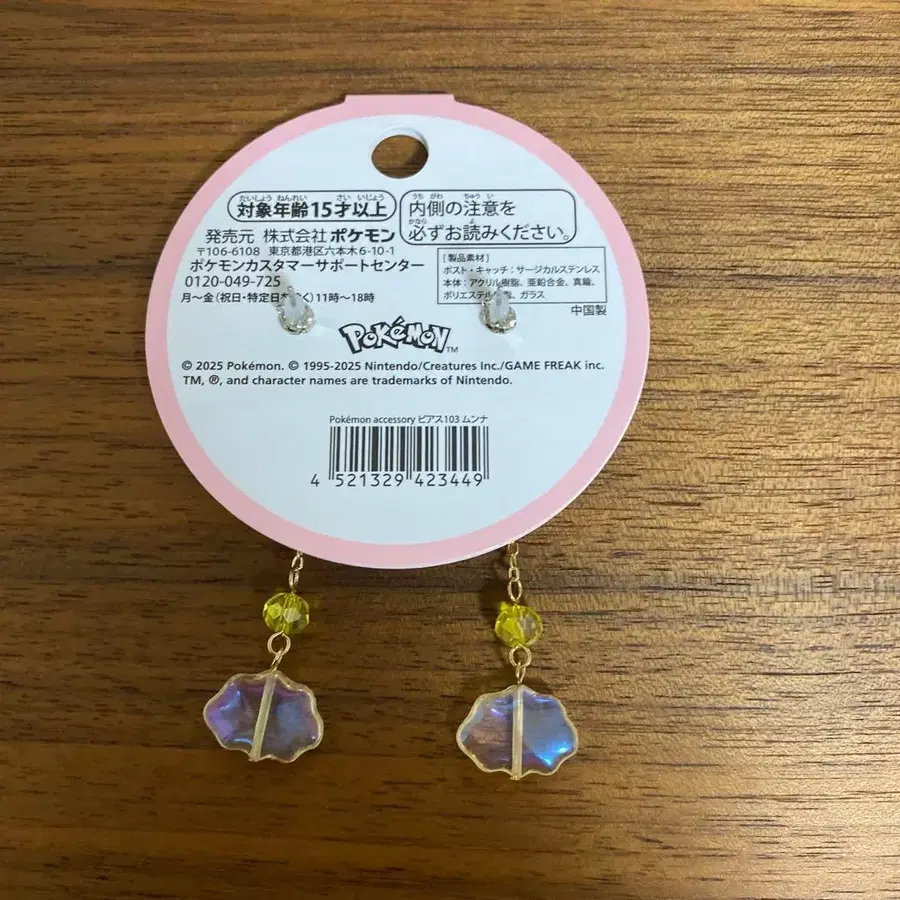 たいしょう ねんれい さい いじょう
対象年齢15才以上
うち がわ ちゅう い
内側の注意を
かなら よ
必ずお読みください。
発売元 株式会社 ポケモン
〒106-6108 東京都港区六本木6-10-1
ポケモンカスタマーサポートセンター
0120-049-725
月〜金(祝日・特定日 く)11時〜18時
[製品素材]
ポスト・キャッチ:サージカルステンレス
本体:アクリル樹脂、亜鉛合金、真鍮、
ポリエステル 脂、ガラス
中国製
POKéMON TM
© 2025 Pokémon. © 1995-2025 Nintendo/Creatures Inc./GAME FREAK inc.
TM, ®, and character names are trademarks of Nintendo.
Pokémon accessory ピアス103 ムンナ
4 521329 423449